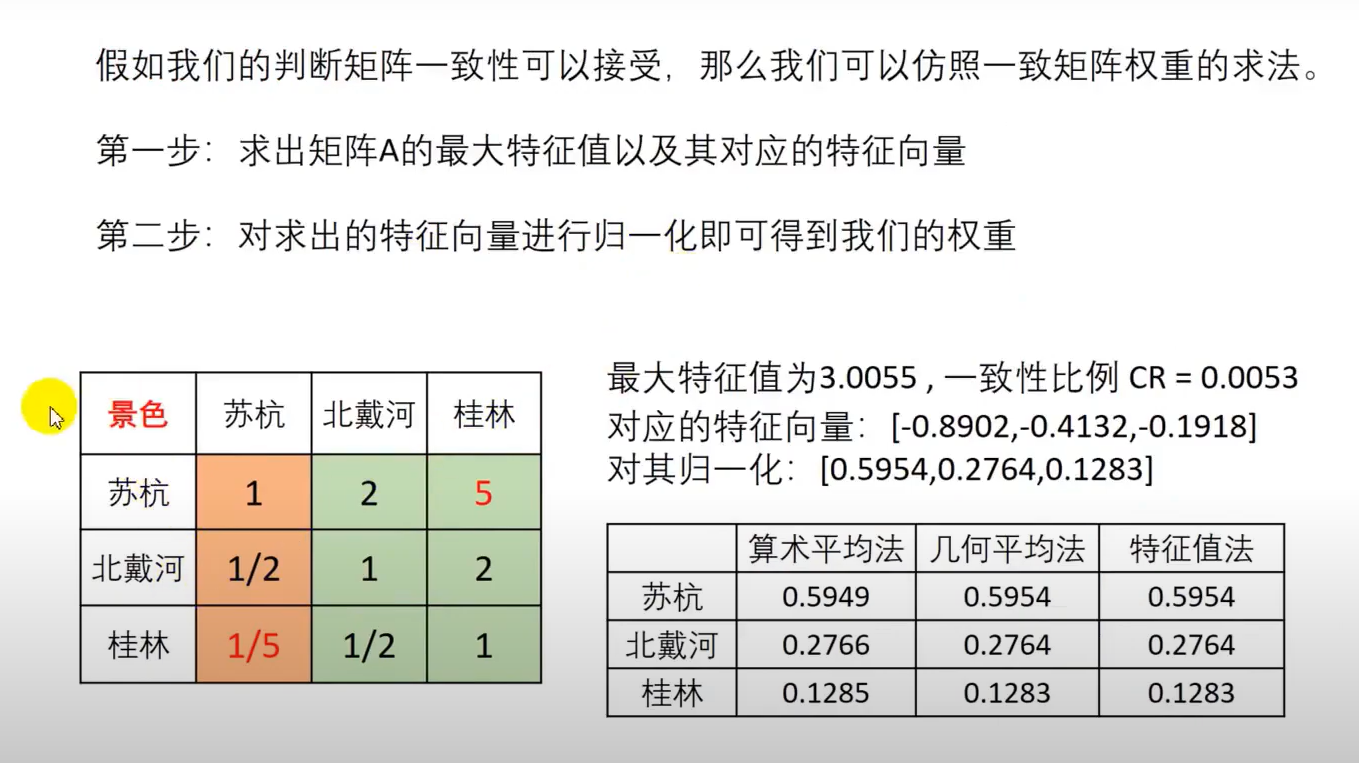 假如我们的判断矩阵一致性可以接受，那么我们可以仿照一致矩阵权重的求法。
第一步：求出矩阵A的最大特征值以及其对应的特征向量
第二步：对求出的特征向量进行归一化即可得到我们的权重
景色 苏杭 北戴河 桂林
苏杭 1 2 5
北戴河 1/2 1 2
桂林 1/5 1/2 1
最大特征值为3.0055 , 一致性比例 CR = 0.0053
对应的特征向量： [-0.8902,-0.4132,-0.1918]
对其归一化： [0.5954,0.2764,0.1283]
算术平均法 几何平均法 特征值法
苏杭 0.5949 0.5954 0.5954
北戴河 0.2766 0.2764 0.2764
桂林 0.1285 0.1283 0.1283